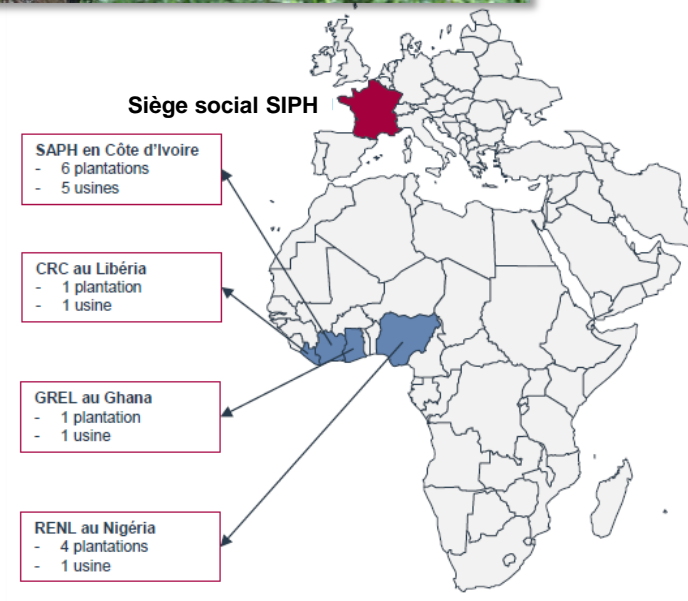 Siège social SIPH
SAPH en Côte d'Ivoire
- 6 plantations
- 5 usines
CRC au Libéria
- 1 plantation
- 1 usine
GREL au Ghana
- 1 plantation
- 1 usine
RENL au Nigéria
- 4 plantations
- 1 usine